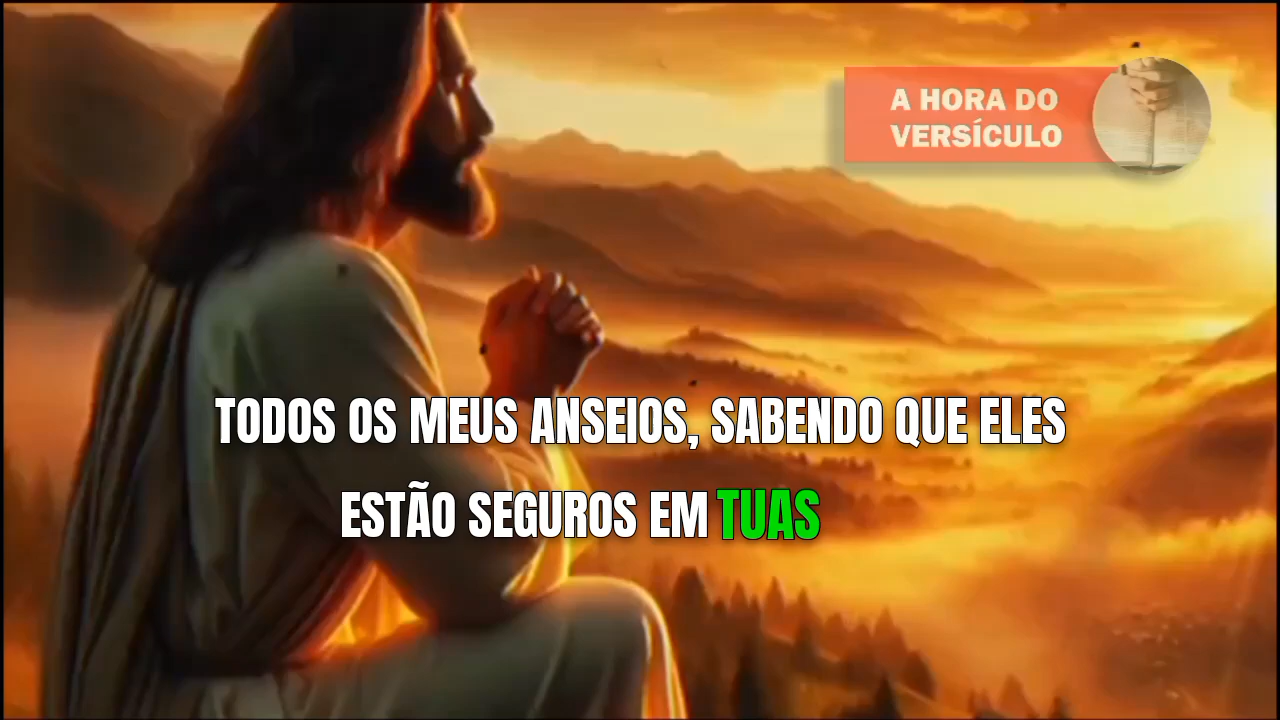 A HORA DO
VERSÍCULO
TODOS OS MEUS ANSEIOS, SABENDO QUE ELES
ESTÃO SEGUROS EM TUAS